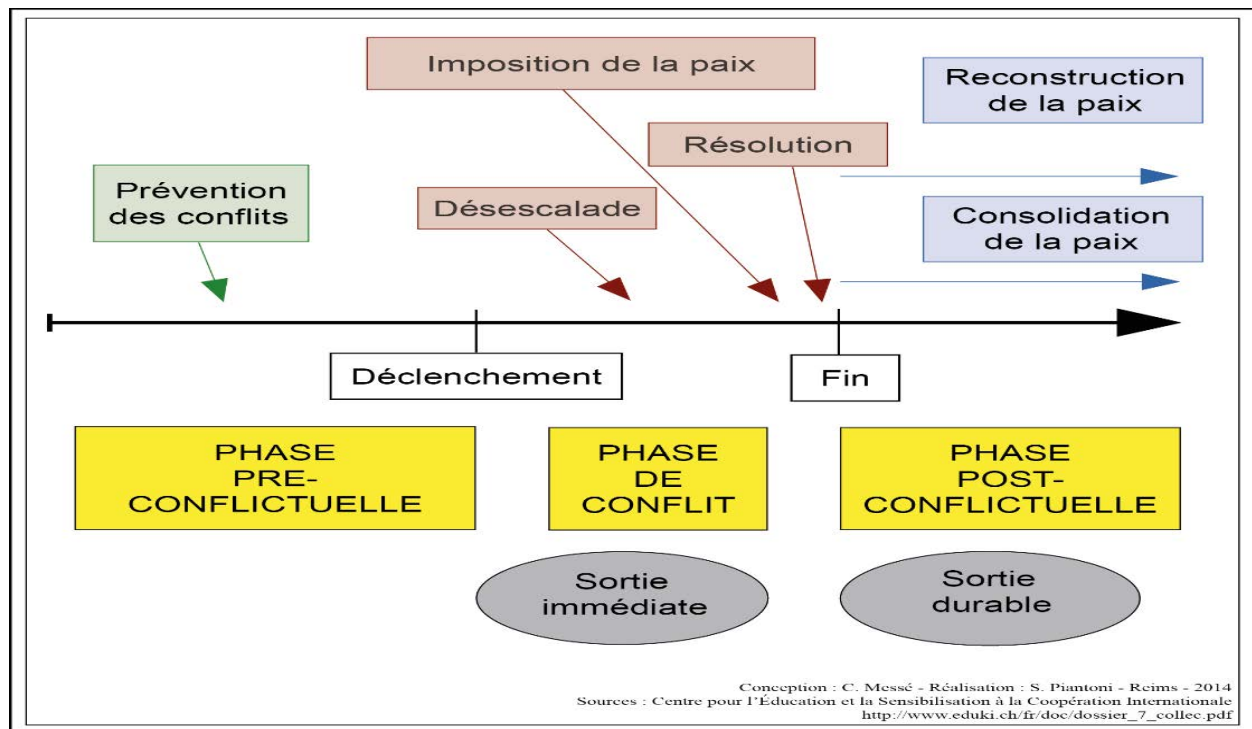 Imposition de la paix
Reconstruction
de la paix
Résolution
Prévention
des conflits
Désescalade
Consolidation
de la paix
Déclenchement
Fin
PHASE
PRE-
CONFLICTUELLE
PHASE
DE
CONFLIT
PHASE
POST-
CONFLICTUELLE
Sortie
immédiate
Sortie
durable
Conception : C. Messé - Réalisation : S. Piantoni - Reims - 2014
Sources : Centre pour l'Éducation et la Sensibilisation à la Coopération Internationale
http://www.eduki.ch/fr/doc/dossier_7_collec.pdf